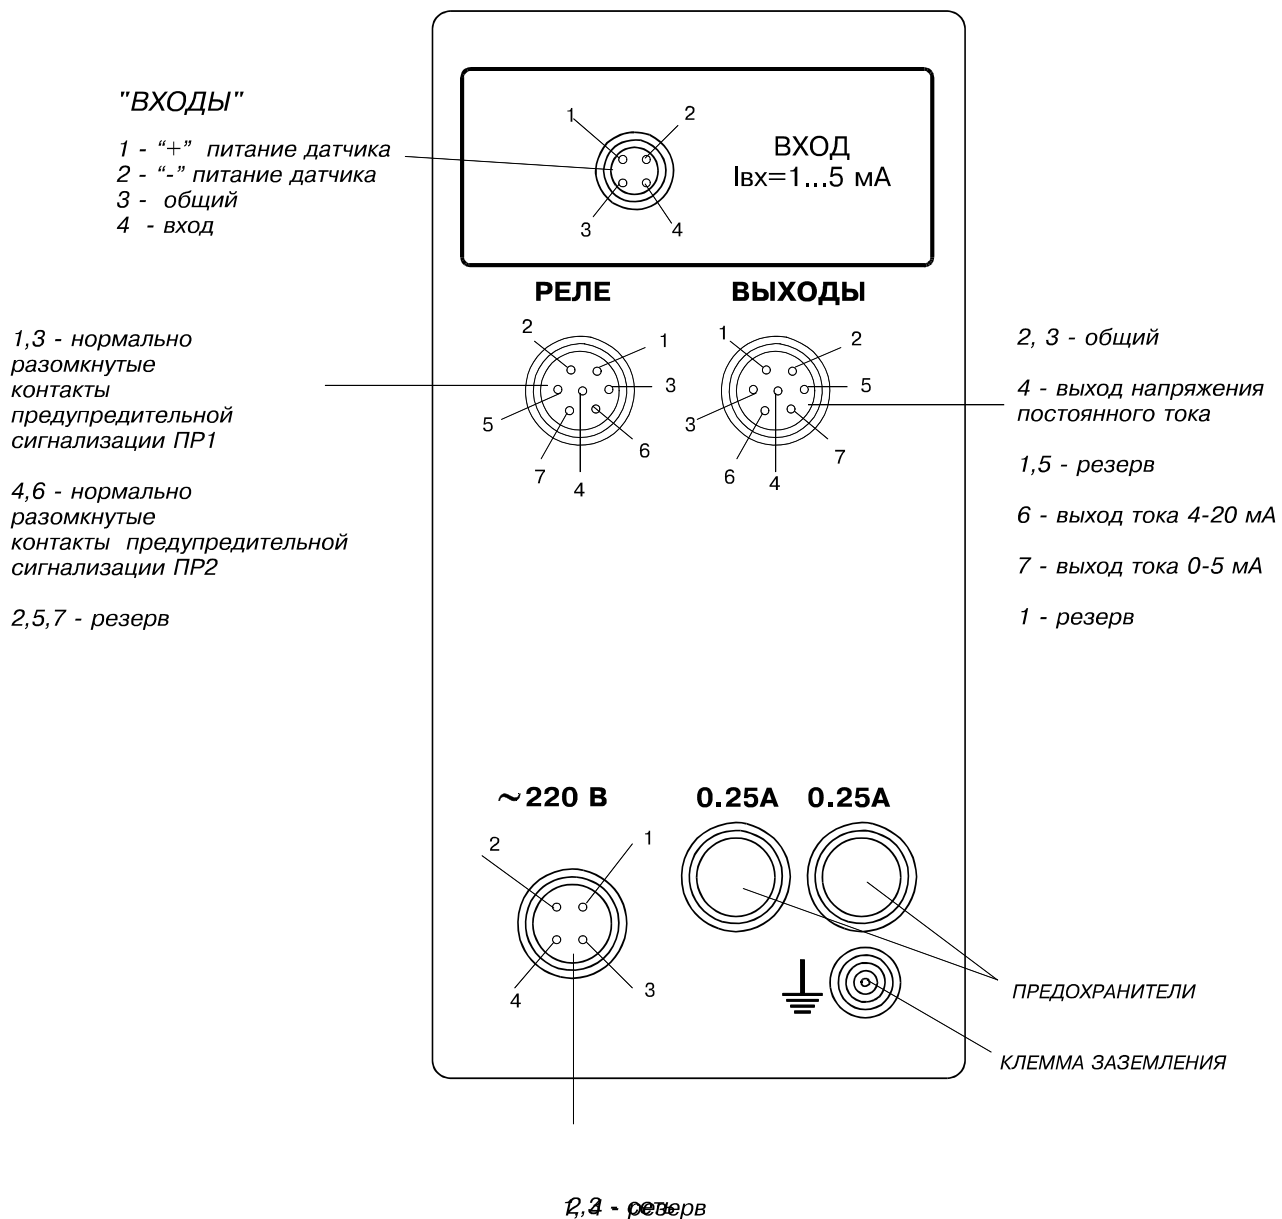 "ВХОДЫ"
1 - “+” питание датчика
2 - “-” питание датчика
3 - общий
4 - вход
1
2
3
4
ВХОД
Iвх=1...5 мА
РЕЛЕ
ВЫХОДЫ
1,3 - нормально
разомкнутые
контакты
предупредительной
сигнализации ПР1
4,6 - нормально
разомкнутые
контакты предупредительной
сигнализации ПР2
2,5,7 - резерв
2
1
3
5
6
7
4
1
2
5
3
7
6
4
2, 3 - общий
4 - выход напряжения
постоянного тока
1,5 - резерв
6 - выход тока 4-20 мА
7 - выход тока 0-5 мА
1 - резерв
~220 В
0.25А 0.25А
2
1
4
3
ПРЕДОХРАНИТЕЛИ
КЛЕММА ЗАЗЕМЛЕНИЯ
- резерв